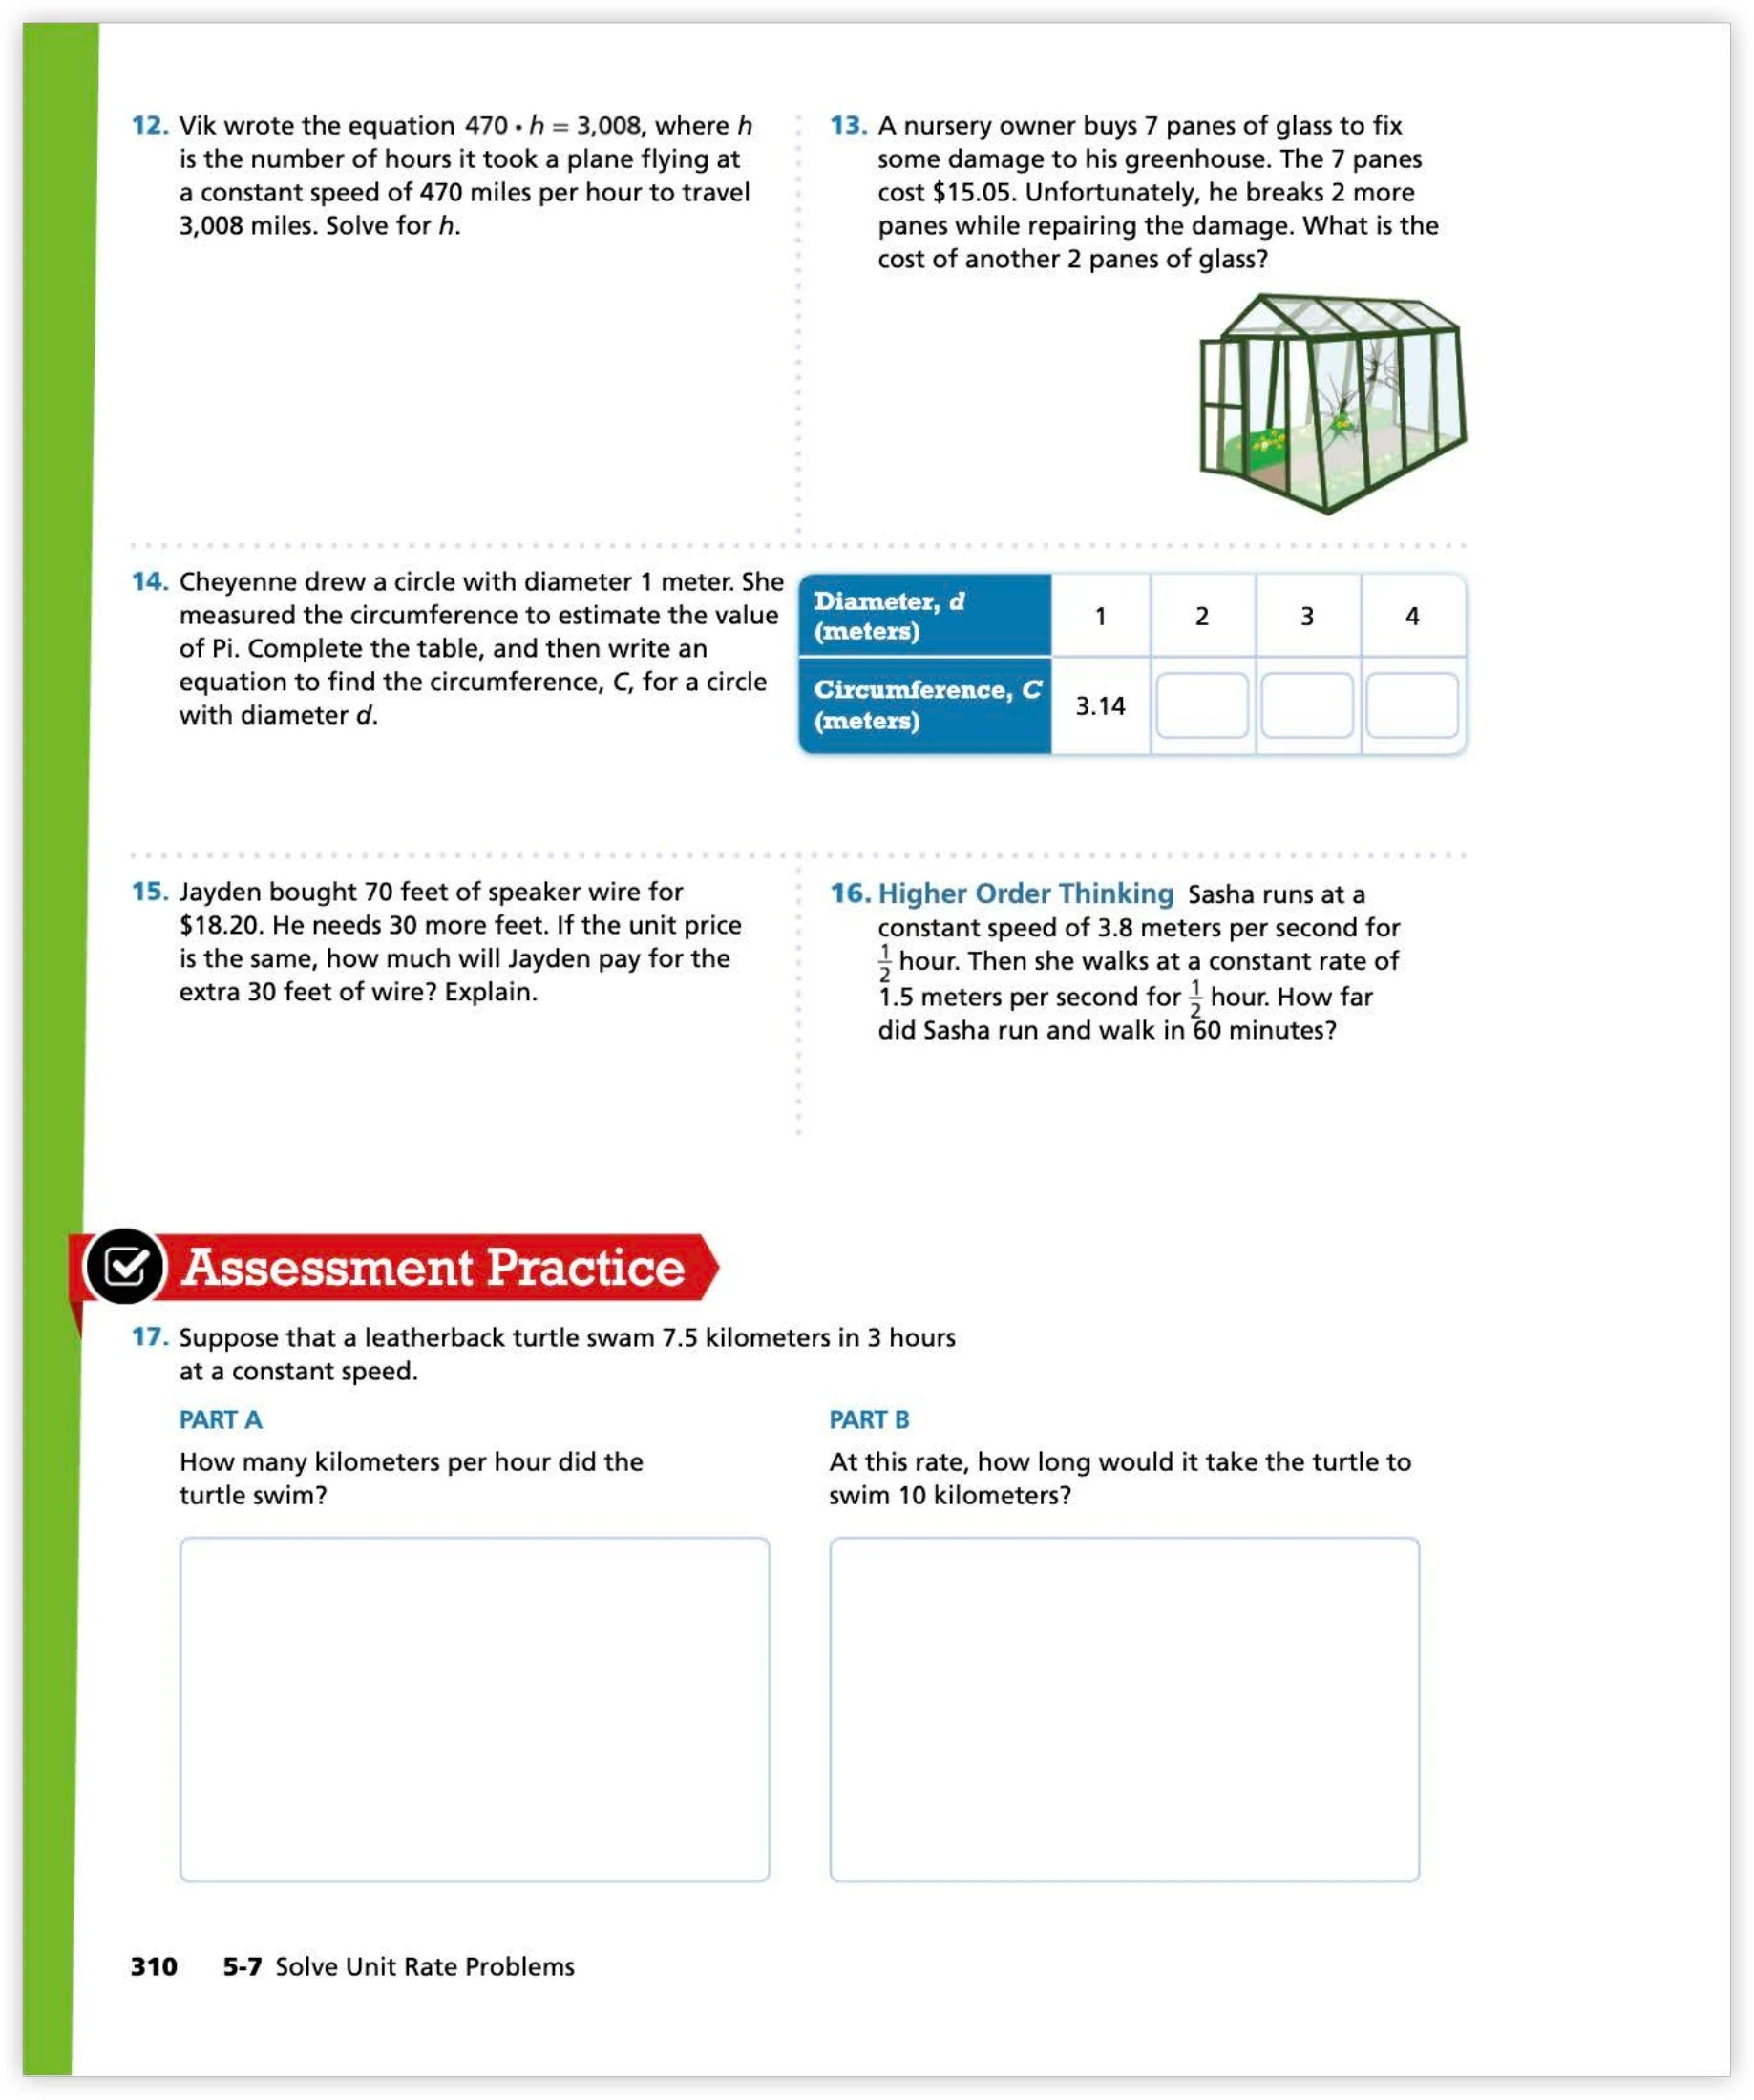 12. Vik wrote the equation 470 • h = 3,008, where h
is the number of hours it took a plane flying at
a constant speed of 470 miles per hour to travel
3,008 miles. Solve for h.
13. A nursery owner buys 7 panes of glass to fix
some damage to his greenhouse. The 7 panes
cost $15.05. Unfortunately, he breaks 2 more
panes while repairing the damage. What is the
cost of another 2 panes of glass?
14. Cheyenne drew a circle with diameter 1 meter. She
measured the circumference to estimate the value
of Pi. Complete the table, and then write an
equation to find the circumference, C, for a circle
with diameter d.
Diameter, d
(meters)
1 2 3 4
Circumference, C
(meters)
3.14
15. Jayden bought 70 feet of speaker wire for
$18.20. He needs 30 more feet. If the unit price
is the same, how much will Jayden pay for the
extra 30 feet of wire? Explain.
16. Higher Order Thinking Sasha runs at a
constant speed of 3.8 meters per second for
1/2 hour. Then she walks at a constant rate of
1.5 meters per second for 1/2 hour. How far
did Sasha run and walk in 60 minutes?
Assessment Practice
17. Suppose that a leatherback turtle swam 7.5 kilometers in 3 hours
at a constant speed.
PART A
How many kilometers per hour did the
turtle swim?
PART B
At this rate, how long would it take the turtle to
swim 10 kilometers?
310 5-7 Solve Unit Rate Problems